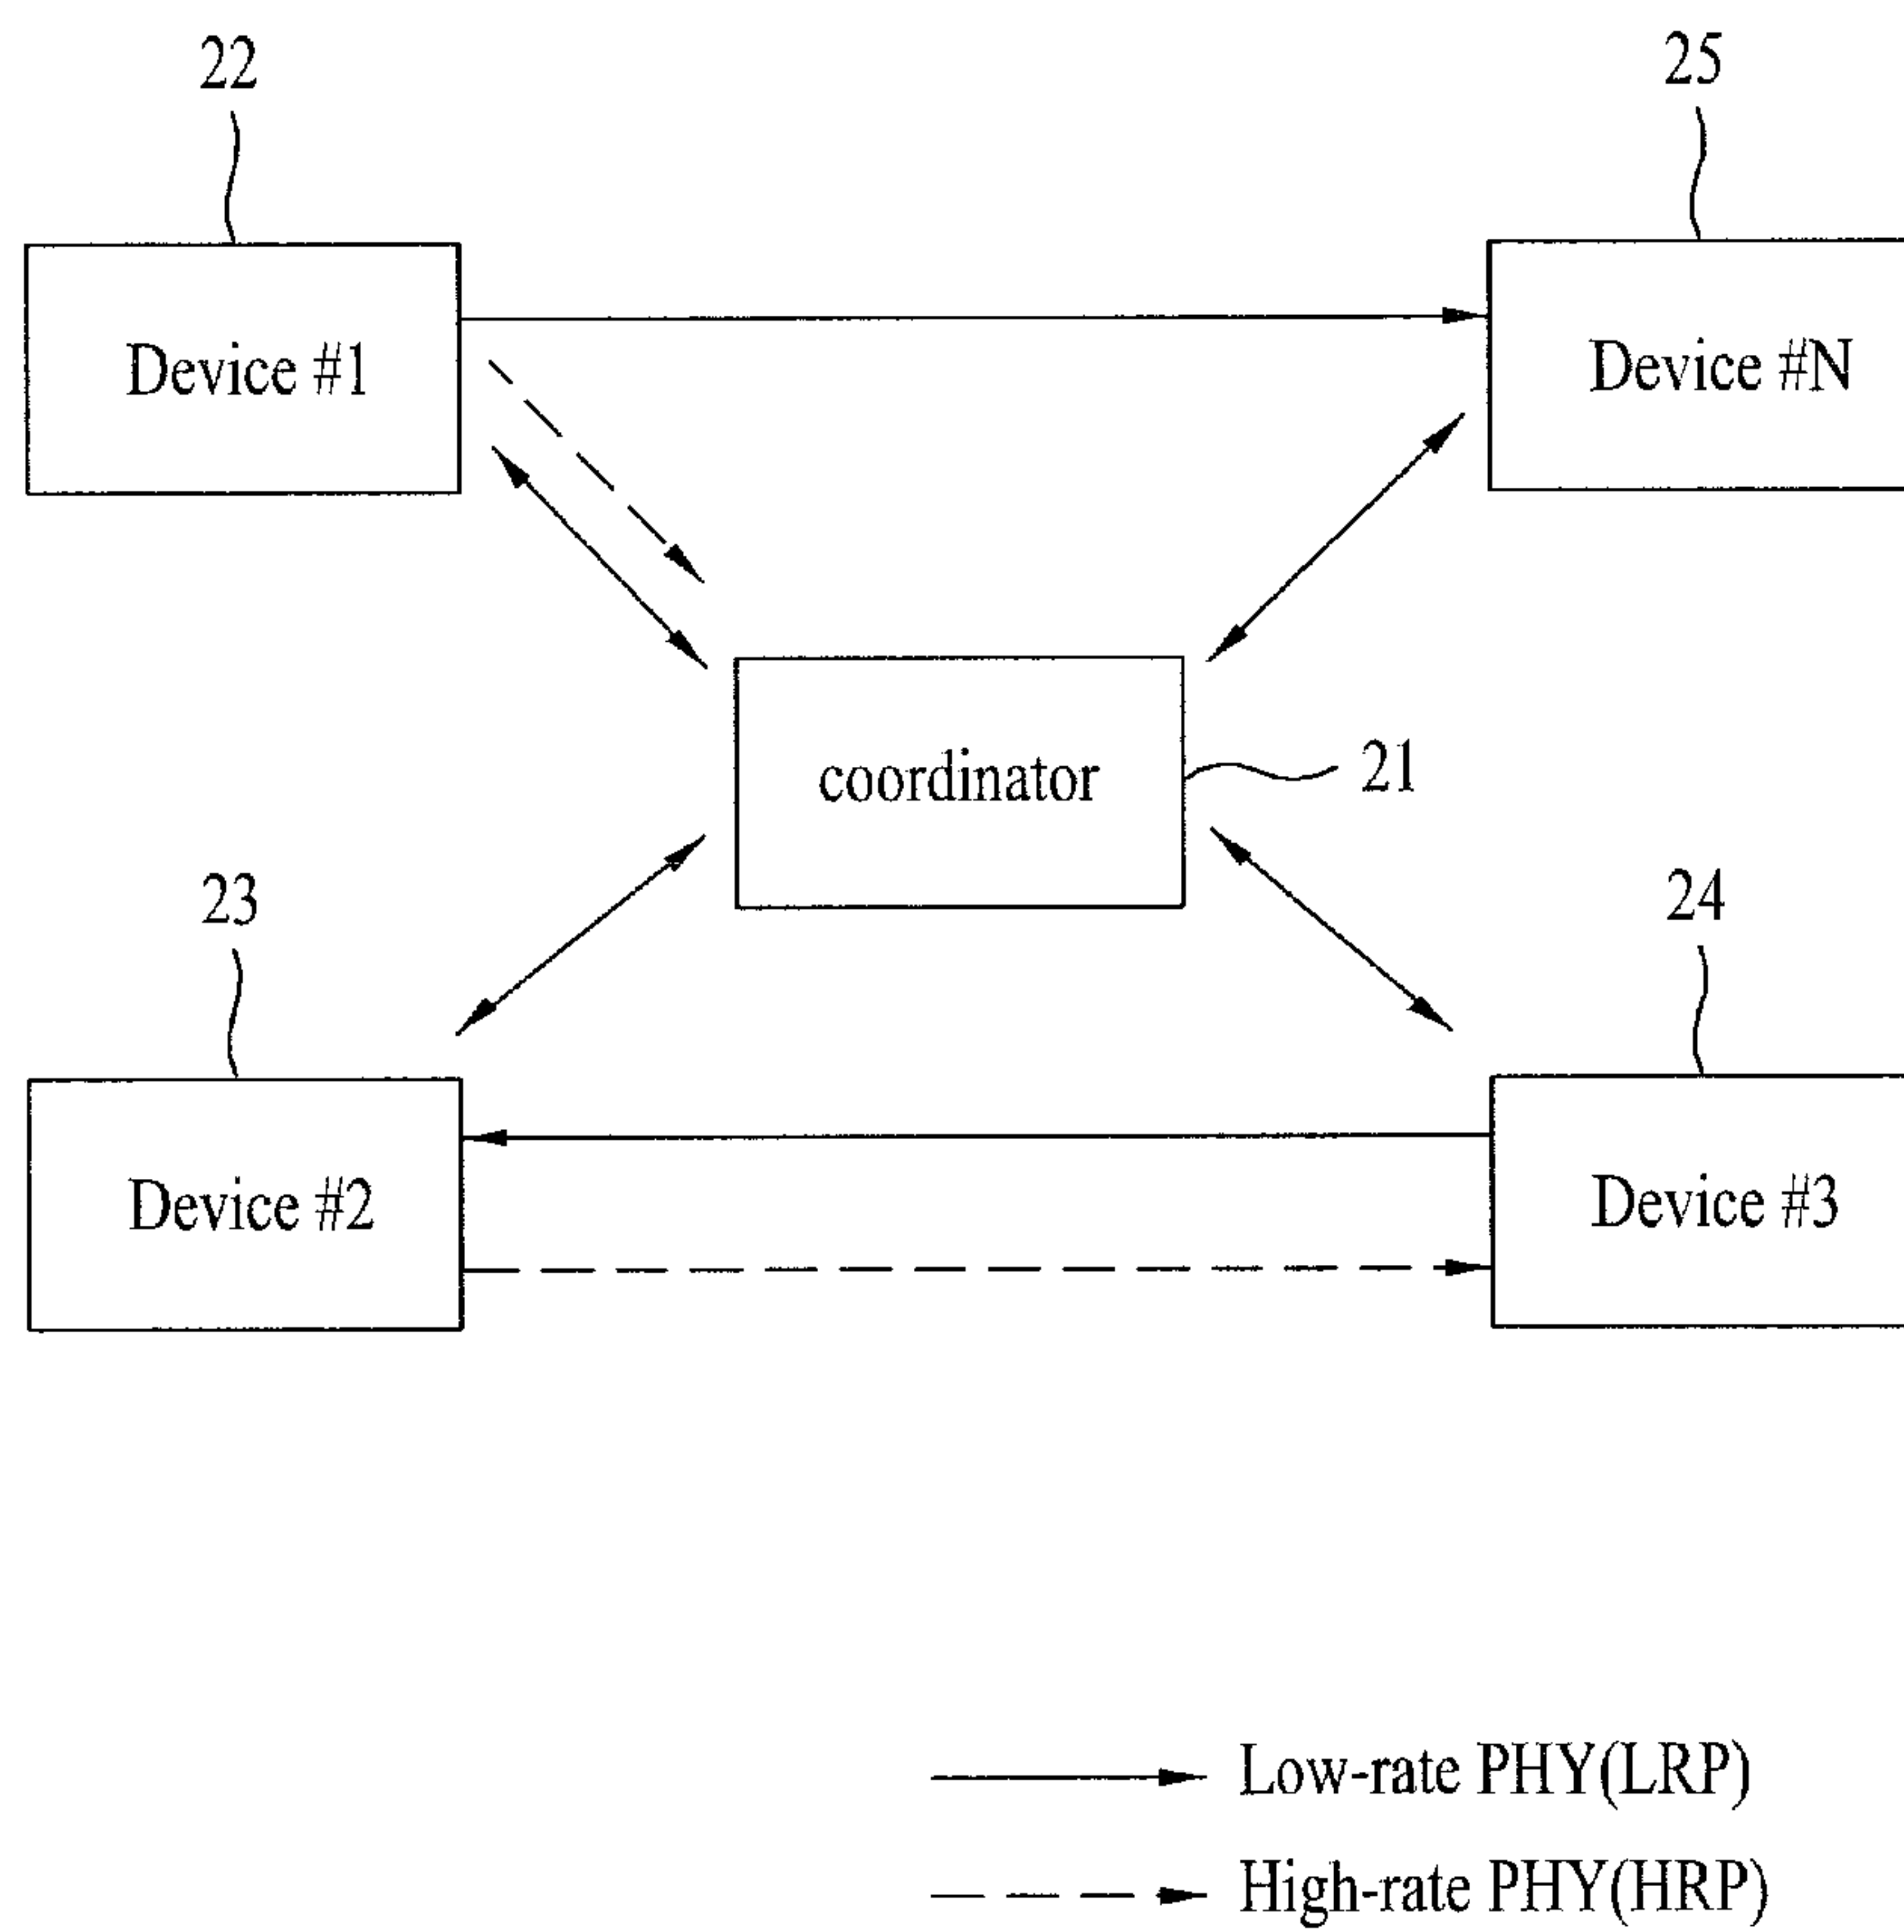 22
25
Device #1
Device #N
coordinator
21
23
24
Device #2
Device #3
Low-rate PHY(LRP)
High-rate PHY(HRP)